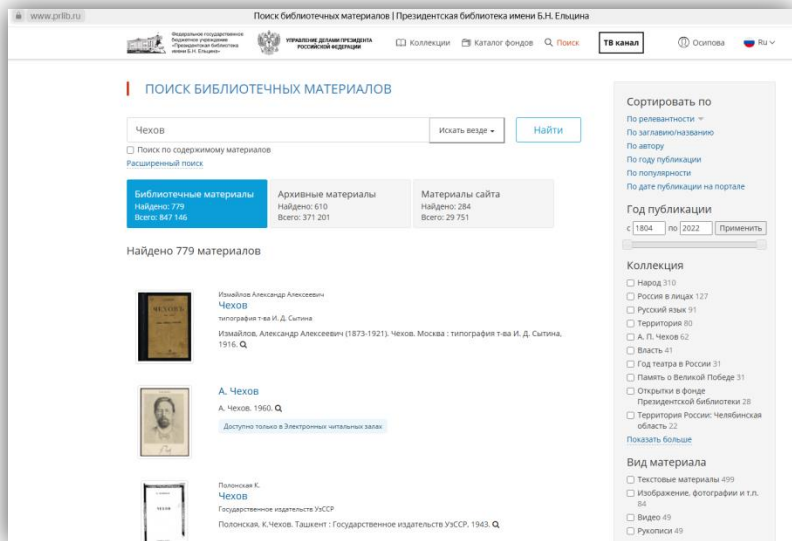 www.prlib.ru
Поиск библиотечных материалов | Президентская библиотека имени Б.Н. Ельцина
Федеральное государственное
бюджетное учреждение
«Президентская библиотека
имени Б.Н. Ельцина»
УПРАВЛЕНИЕ ДЕЛАМИ ПРЕЗИДЕНТА
РОССИЙСКОЙ ФЕДЕРАЦИИ
Коллекции
Каталог фондов
Поиск
ТВ канал
Осипова
Ru
ПОИСК БИБЛИОТЕЧНЫХ МАТЕРИАЛОВ
Чехов
Искать везде
Найти
Поиск по содержимому материалов
Расширенный поиск
Библиотечные материалы
Найдено: 779
Всего: 847 146
Архивные материалы
Найдено: 610
Всего: 371 201
Материалы сайта
Найдено: 284
Всего: 29 751
Найдено 779 материалов
Измайлов Александр Алексеевич
Чехов
типография т-ва И. Д. Сытина
Измайлов, Александр Алексеевич (1873-1921). Чехов. Москва : типография т-ва И. Д. Сытина,
1916.
ЧЕХОВЪ
А. Чехов
А. Чехов. 1960.
Доступно только в Электронных читальных залах
Полонская К.
Чехов
Государственное издательств УзССР
Полонская, К.Чехов. Ташкент : Государственное издательств УзССР, 1943.
ЧЕХОВ
Сортировать по
По релевантности
По заглавию/названию
По автору
По году публикации
По популярности
По дате публикации на портале
Год публикации
с 1804 по 2022 Применить
Коллекция
Народ 310
Россия в лицах 127
Русский язык 91
Территория 80
А. П. Чехов 62
Власть 41
Год театра в России 31
Память о Великой Победе 31
Открытки в фонде
Президентской библиотеки 28
Территория России: Челябинская
область 22
Показать больше
Вид материала
Текстовые материалы 499
Изображение, фотографии и т.п.
84
Видео 49
Рукописи 49